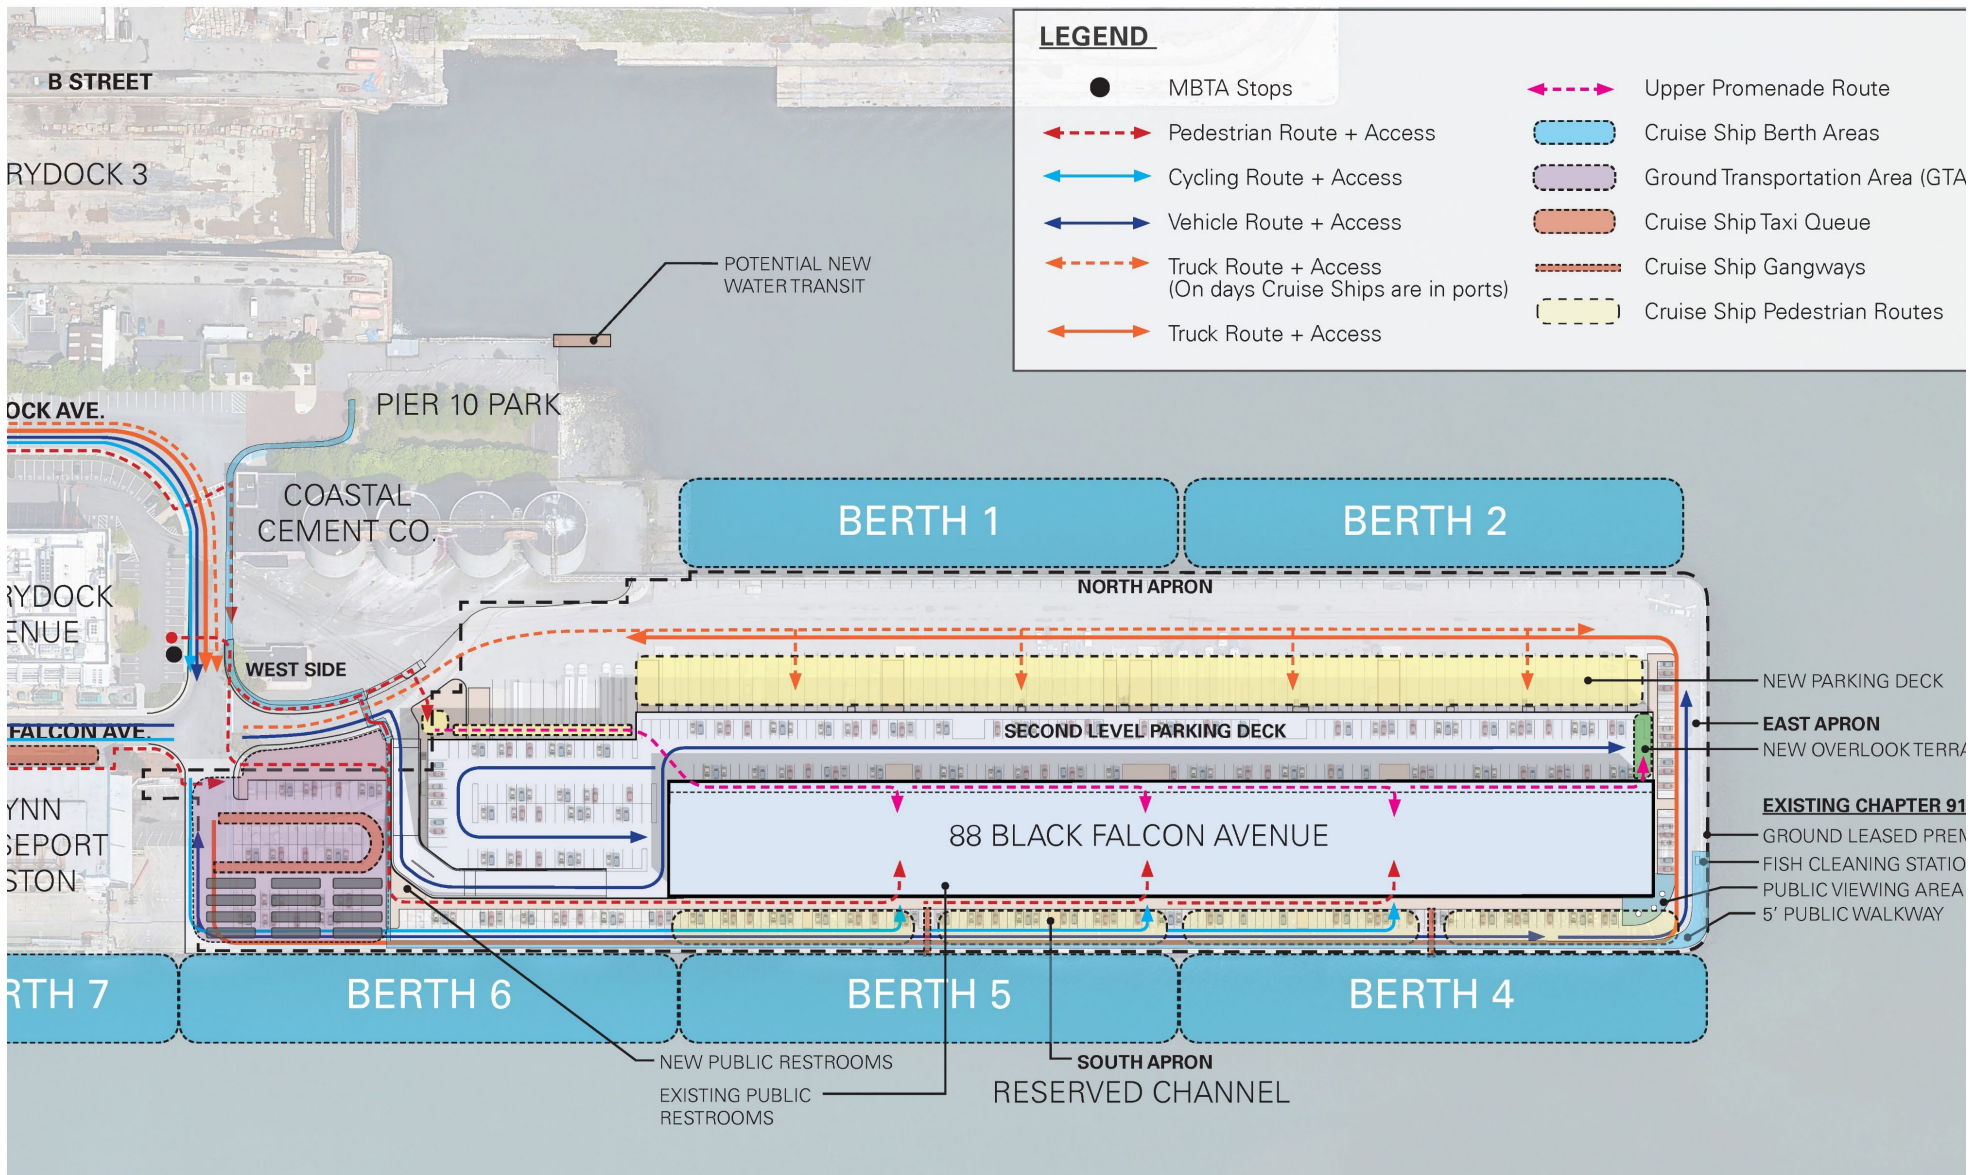 LEGEND
MBTA Stops
Pedestrian Route + Access
Cycling Route + Access
Vehicle Route + Access
Truck Route + Access
(On days Cruise Ships are in ports)
Truck Route + Access
Upper Promenade Route
Cruise Ship Berth Areas
Ground Transportation Area (GTA
Cruise Ship Taxi Queue
Cruise Ship Gangways
Cruise Ship Pedestrian Routes
B STREET
RYDOCK 3
POTENTIAL NEW
WATER TRANSIT
OCK AVE.
PIER 10 PARK
COASTAL
CEMENT CO.
BERTH 1
BERTH 2
NORTH APRON
RYDOCK
ENUE
WEST SIDE
FALCON AVE.
SECOND LEVEL PARKING DECK
NEW PARKING DECK
EAST APRON
NEW OVERLOOK TERRA
YNN
SEPORT
STON
88 BLACK FALCON AVENUE
EXISTING CHAPTER 91
GROUND LEASED PREM
FISH CLEANING STATIO
PUBLIC VIEWING AREA
5' PUBLIC WALKWAY
RTH 7
BERTH 6
BERTH 5
BERTH 4
NEW PUBLIC RESTROOMS
SOUTH APRON
RESERVED CHANNEL
EXISTING PUBLIC
RESTROOMS